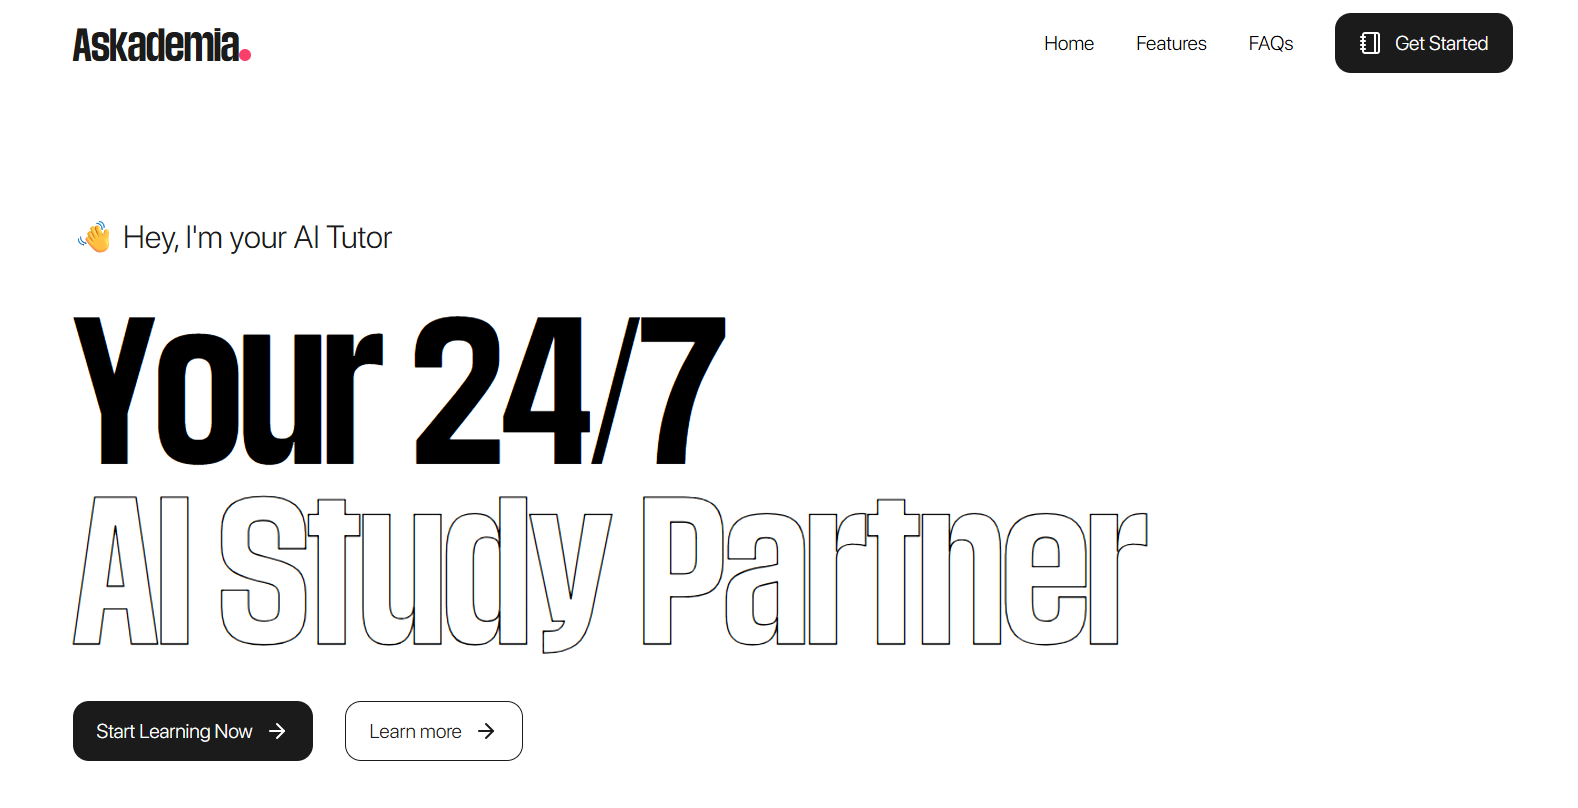 Askademia.
Home Features FAQs Get Started
👋 Hey, I'm your AI Tutor
Your 24/7
AI Study Partner
Start Learning Now →
Learn more →